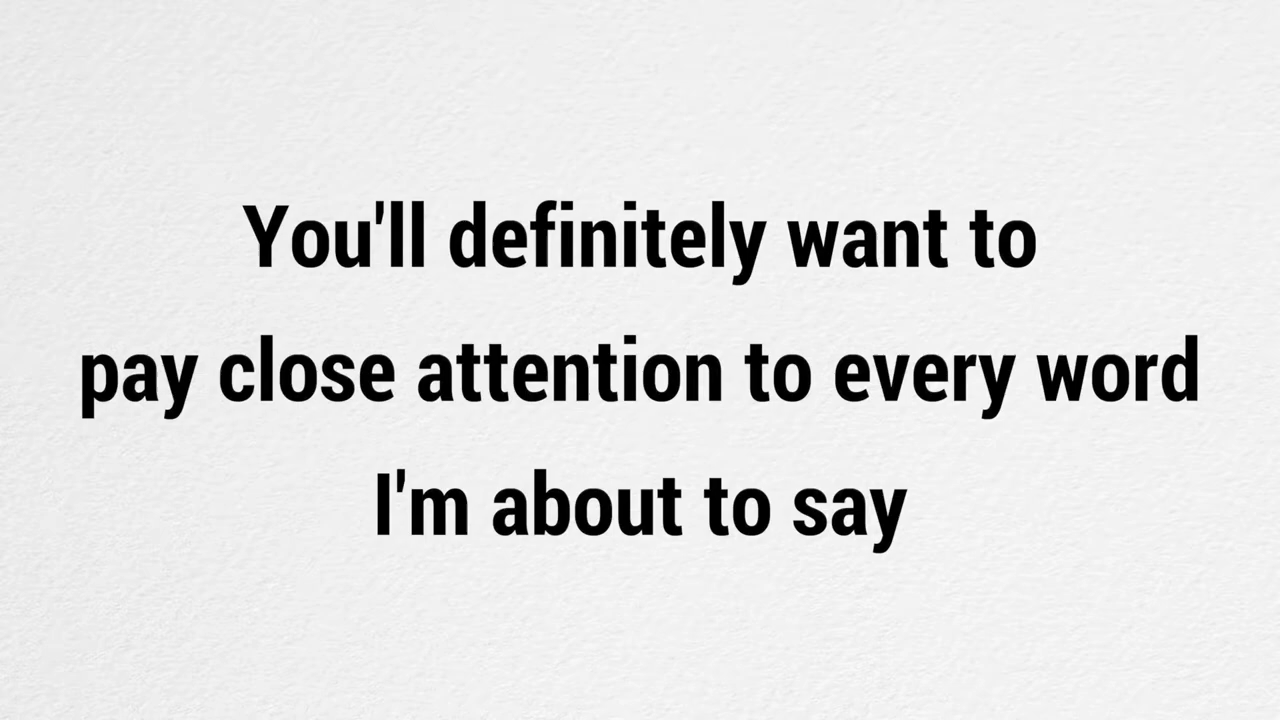 You'll definitely want to
pay close attention to every word
I'm about to say